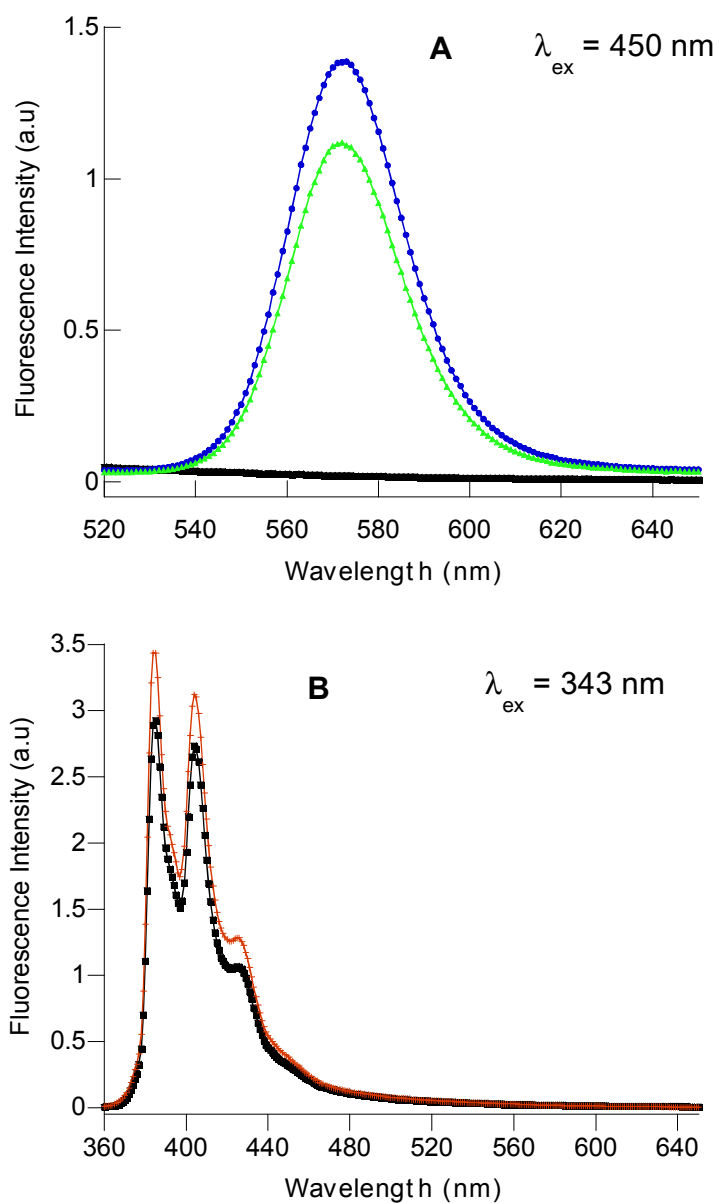 A
λex = 450 nm
Fluorescence Intensity (a.u)
1.5
1
0.5
0
520 540 560 580 600 620 640
Wavelength (nm)
B
λex = 343 nm
Fluorescence Intensity (a.u)
3.5
3
2.5
2
1.5
1
0.5
0
360 400 440 480 520 560 600 640
Wavelength (nm)